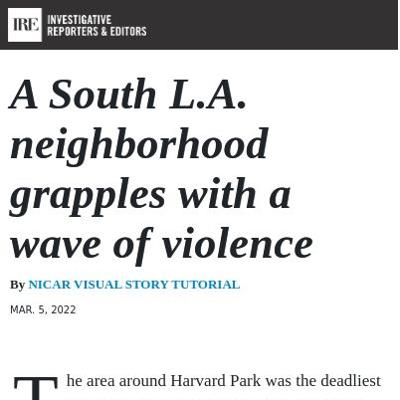 IRE INVESTIGATIVE
REPORTERS & EDITORS
A South L.A.
neighborhood
grapples with a
wave of violence
By NICAR VISUAL STORY TUTORIAL
MAR. 5, 2022
The area around Harvard Park was the deadliest